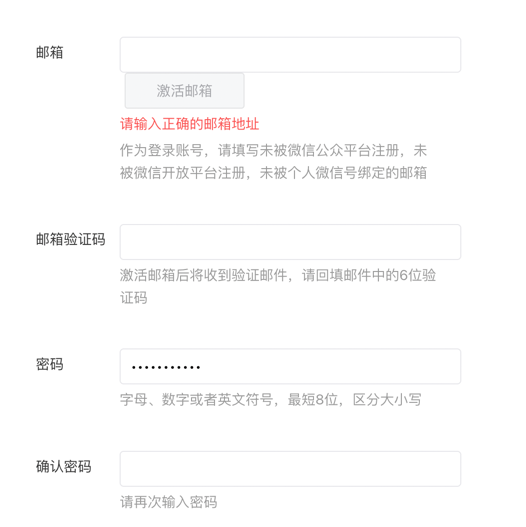 邮箱
激活邮箱
请输入正确的邮箱地址
作为登录账号，请填写未被微信公众平台注册，未
被微信开放平台注册，未被个人微信号绑定的邮箱
邮箱验证码
激活邮箱后将收到验证邮件，请回填邮件中的6位验
证码
密码
•••••••••••
字母、数字或者英文符号，最短8位，区分大小写
确认密码
请再次输入密码